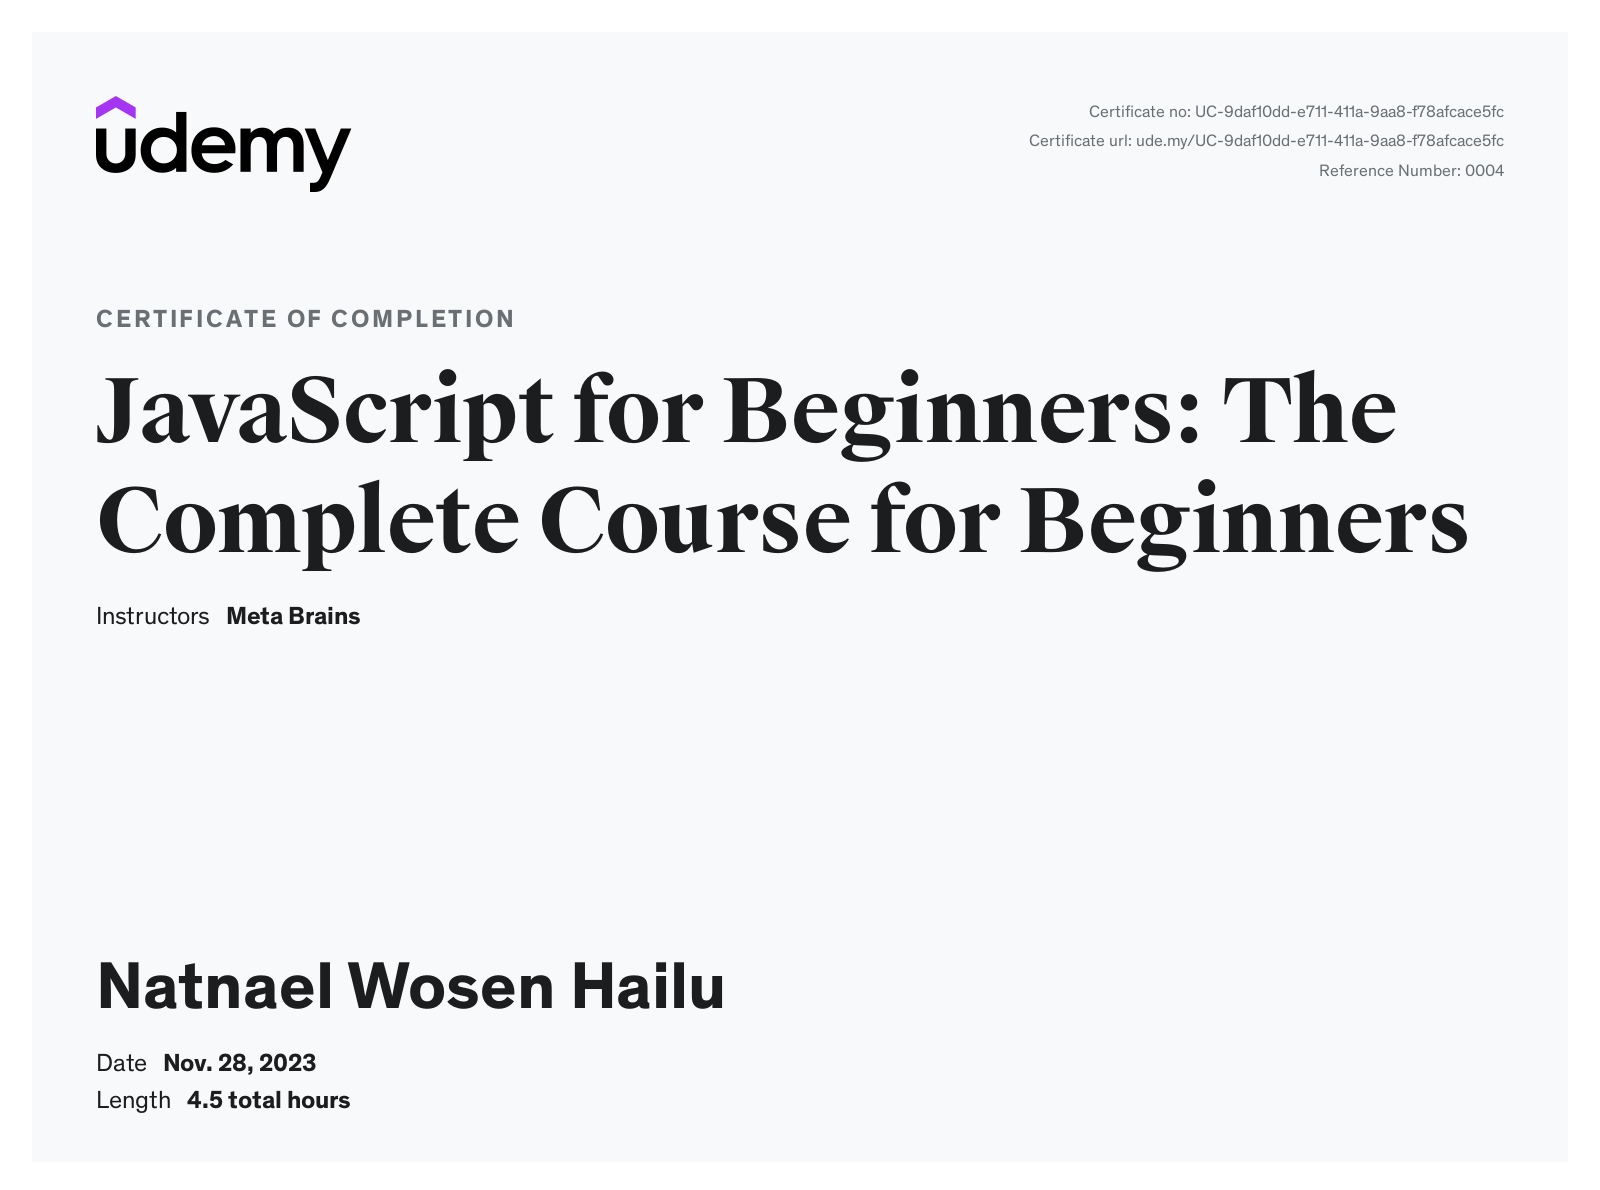 udemy
Certificate no: UC-9daf10dd-e711-411a-9aa8-f78afcace5fc
Certificate url: ude.my/UC-9daf10dd-e711-411a-9aa8-f78afcace5fc
Reference Number: 0004
CERTIFICATE OF COMPLETION
JavaScript for Beginners: The
Complete Course for Beginners
Instructors Meta Brains
Natnael Wosen Hailu
Date Nov. 28, 2023
Length 4.5 total hours